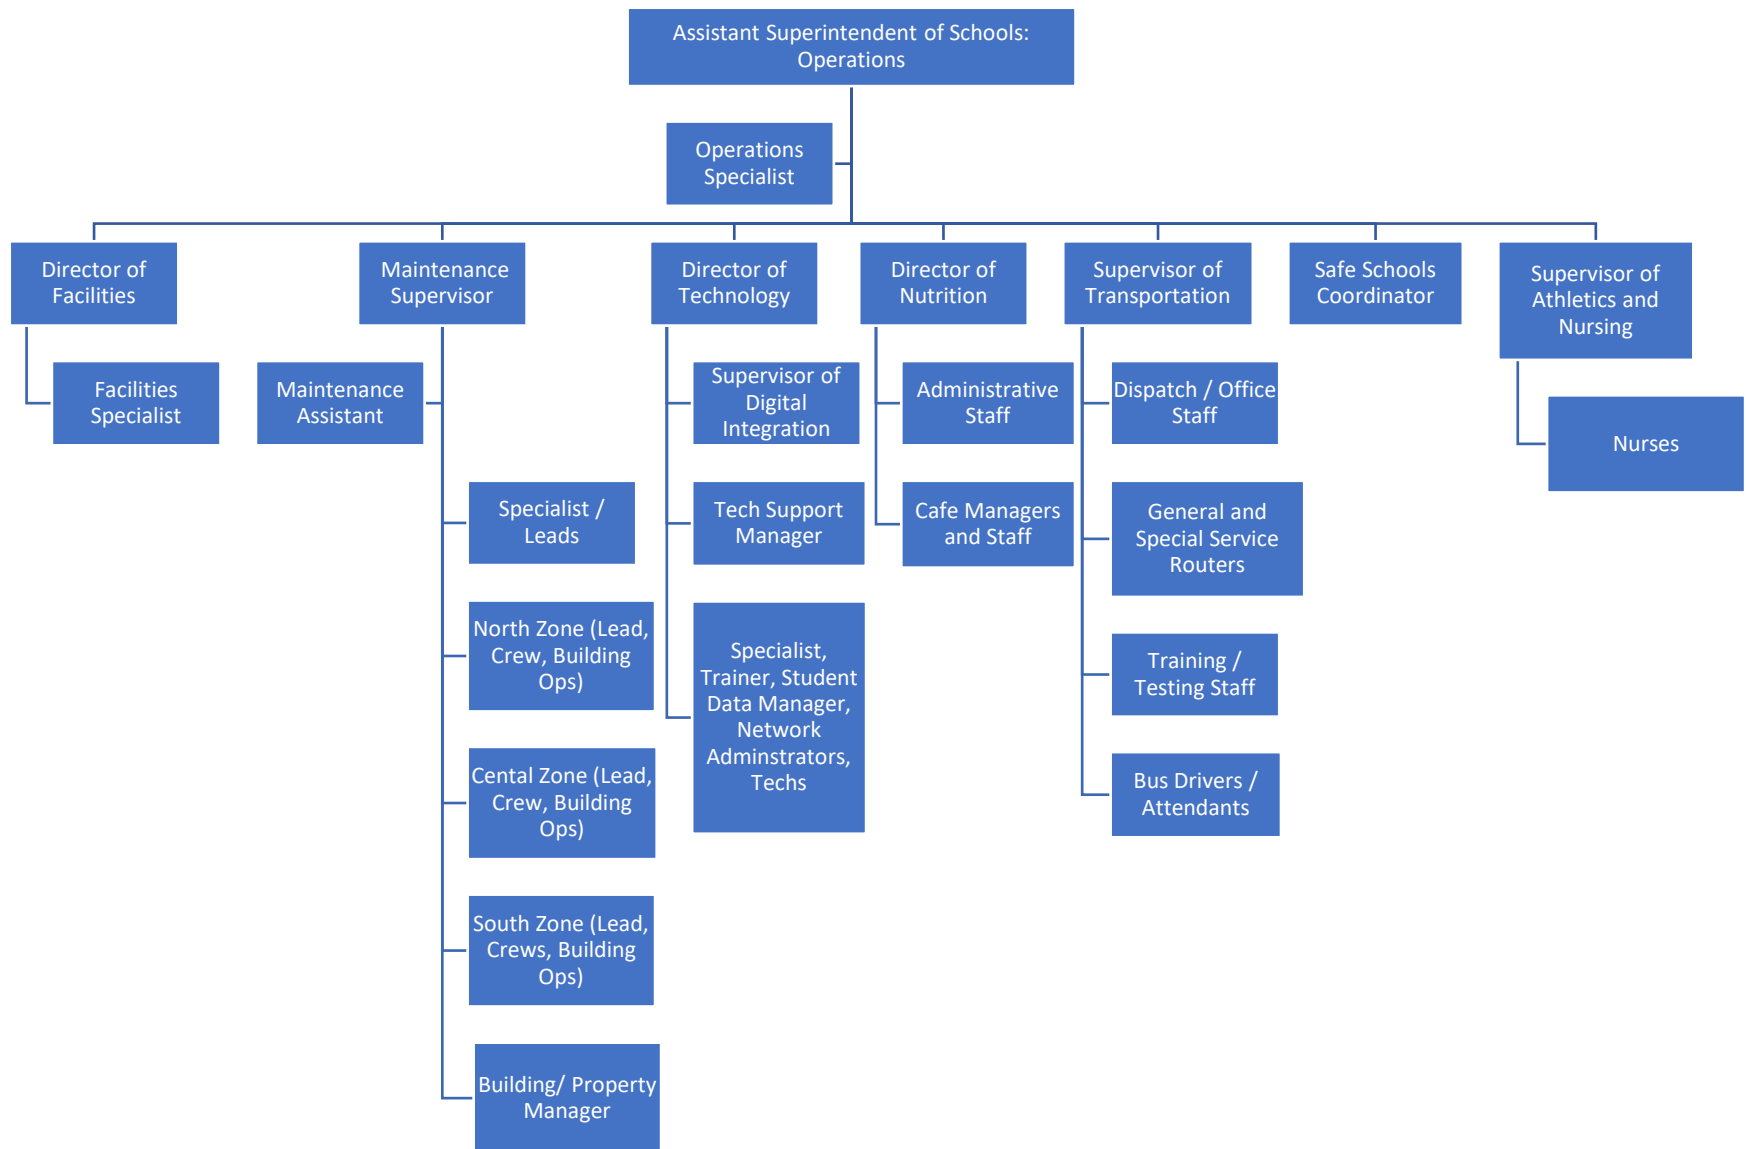 Assistant Superintendent of Schools:
Operations
Operations
Specialist
Director of
Facilities
Facilities
Specialist
Maintenance
Supervisor
Maintenance
Assistant
Specialist /
Leads
North Zone (Lead,
Crew, Building
Ops)
Cental Zone (Lead,
Crew, Building
Ops)
South Zone (Lead,
Crews, Building
Ops)
Building/ Property
Manager
Director of
Technology
Supervisor of
Digital
Integration
Tech Support
Manager
Specialist,
Trainer, Student
Data Manager,
Network
Adminstrators,
Techs
Director of
Nutrition
Administrative
Staff
Cafe Managers
and Staff
Supervisor of
Transportation
Dispatch / Office
Staff
General and
Special Service
Routers
Training /
Testing Staff
Bus Drivers /
Attendants
Safe Schools
Coordinator
Supervisor of
Athletics and
Nursing
Nurses